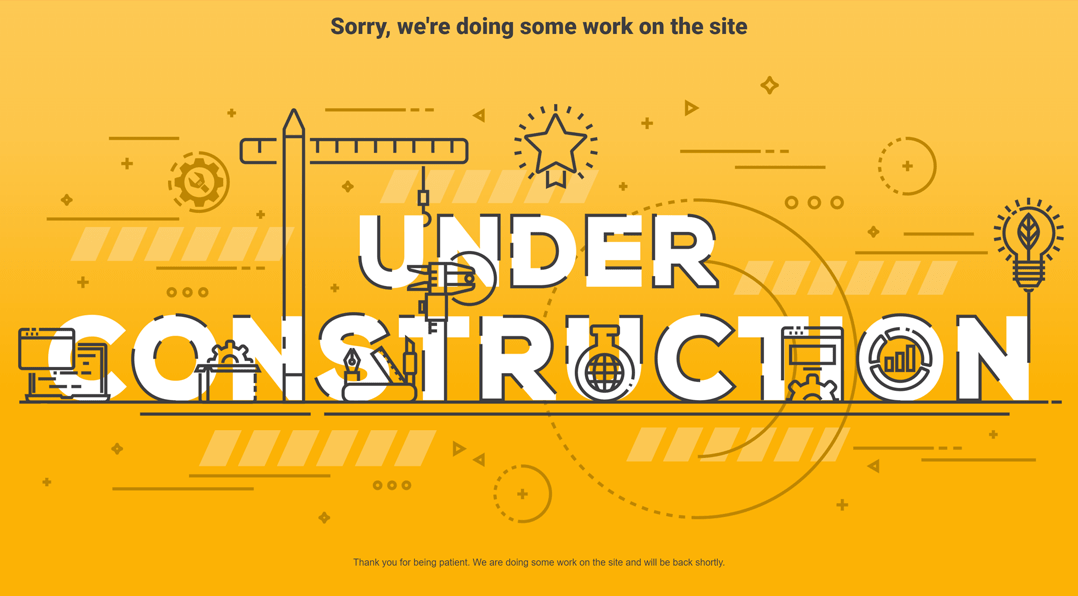 Sorry, we're doing some work on the site
UNDER
CONSTRUCTION
Thank you for being patient. We are doing some work on the site and will be back shortly.